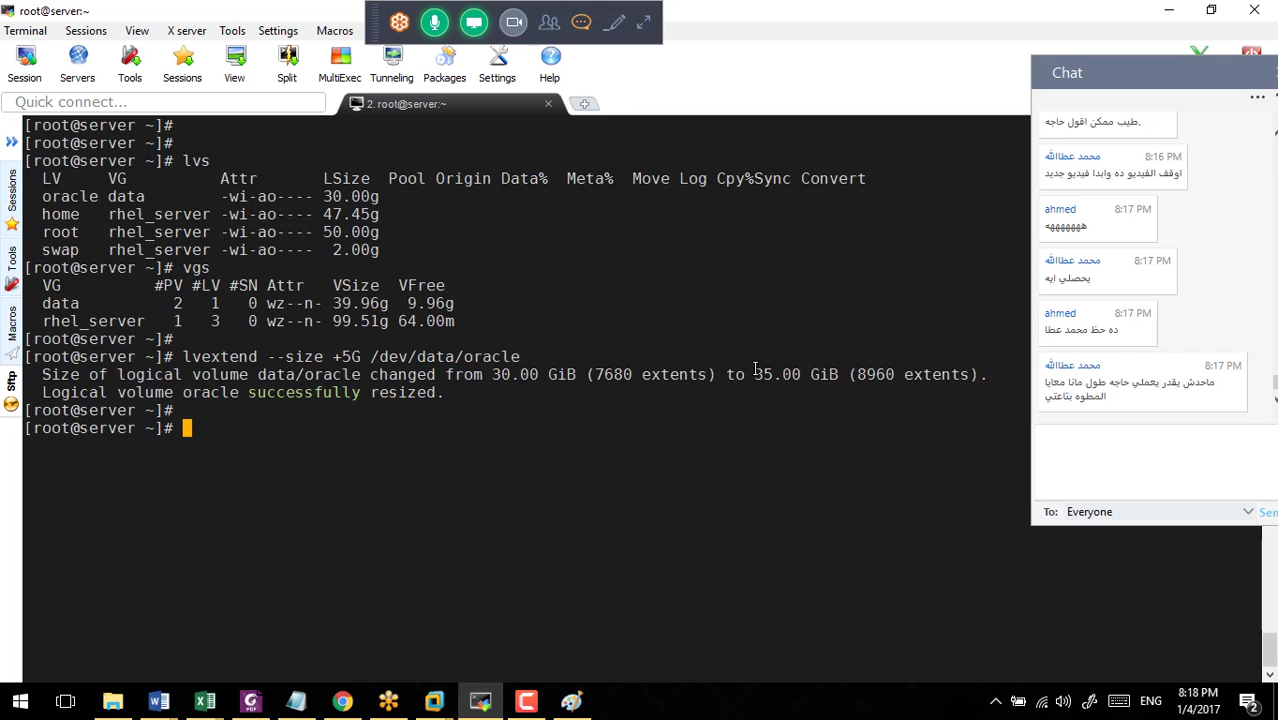 root@server:~
Terminal Sessions View X server Tools Settings Macros
Session Servers Tools Sessions View Split MultiExec Tunneling Packages Settings Help
Quick connect...
2. root@server:~
Sessions
Tools
Macros
Sftp
[root@server ~]#
[root@server ~]#
[root@server ~]# lvs
LV VG Attr LSize Pool Origin Data% Meta% Move Log Cpy%Sync Convert
oracle data -wi-ao---- 30.00g
home rhel_server -wi-ao---- 47.45g
root rhel_server -wi-ao---- 50.00g
swap rhel_server -wi-ao---- 2.00g
[root@server ~]# vgs
VG #PV #LV #SN Attr VSize VFree
data 2 1 0 wz--n- 39.96g 9.96g
rhel_server 1 3 0 wz--n- 99.51g 64.00m
[root@server ~]#
[root@server ~]# lvextend --size +5G /dev/data/oracle
Size of logical volume data/oracle changed from 30.00 GiB (7680 extents) to 35.00 GiB (8960 extents).
Logical volume oracle successfully resized.
[root@server ~]#
[root@server ~]#
Chat
طيب ممكن اقول حاجه.
محمد عطاالله 8:16 PM
اوقف الفيديو ده وابدا فيديو جديد
ahmed 8:17 PM
هههههههه
محمد عطاالله 8:17 PM
يحصلي ايه
ahmed 8:17 PM
ده حظ محمد عطا
محمد عطاالله 8:17 PM
ماحدش يقدر يعملي حاجه طول مانا معايا
المطوه بتاعتي
To: Everyone
Sen
ENG
8:18 PM
1/4/2017
2